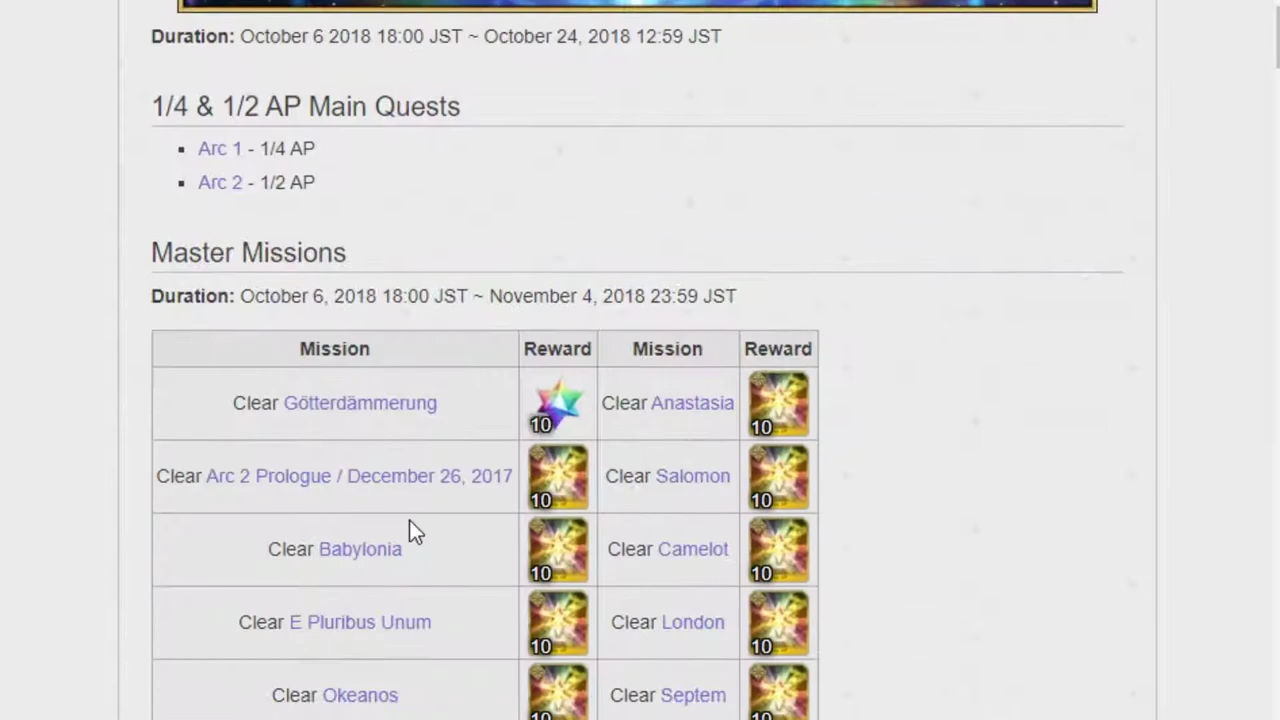 Duration: October 6 2018 18:00 JST ~ October 24, 2018 12:59 JST
1/4 & 1/2 AP Main Quests
Arc 1 - 1/4 AP
Arc 2 - 1/2 AP
Master Missions
Duration: October 6, 2018 18:00 JST ~ November 4, 2018 23:59 JST
Mission Reward Mission Reward
Clear Götterdämmerung 10 Clear Anastasia 10
Clear Arc 2 Prologue / December 26, 2017 10 Clear Salomon 10
Clear Babylonia 10 Clear Camelot 10
Clear E Pluribus Unum 10 Clear London 10
Clear Okeanos 10 Clear Septem 10